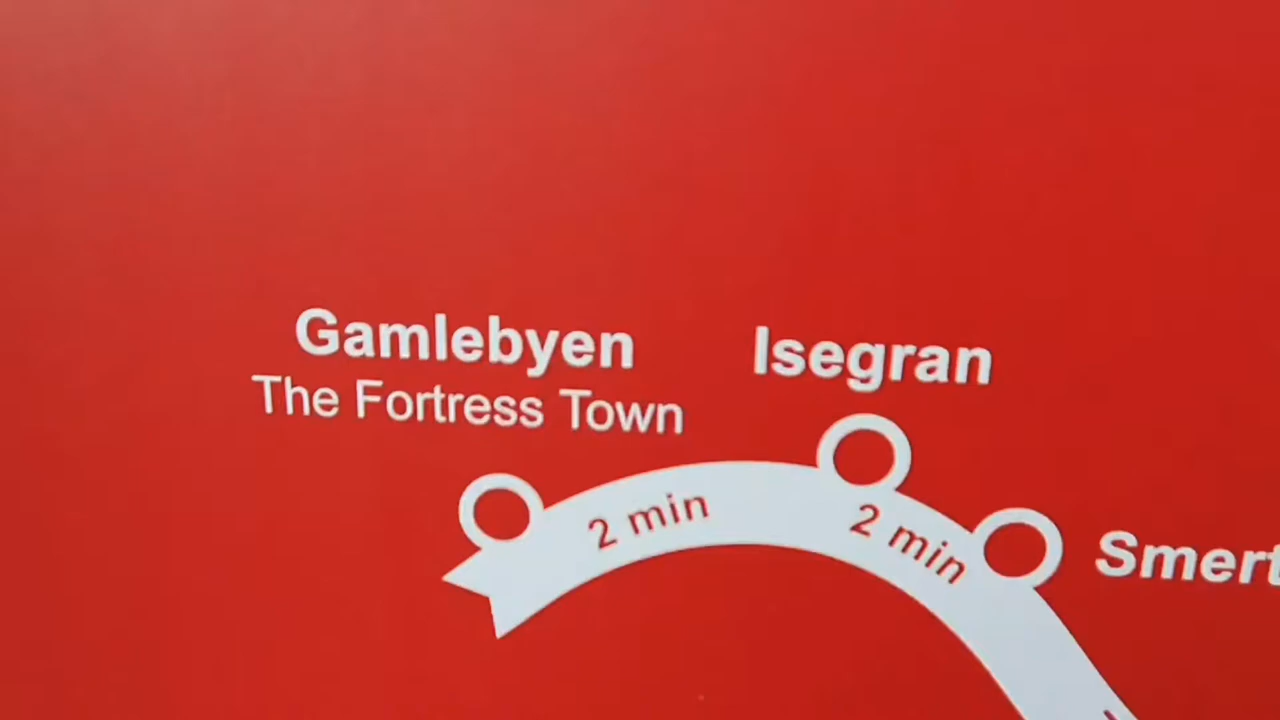 Gamlebyen
The Fortress Town
Isegran
2 min
2 min